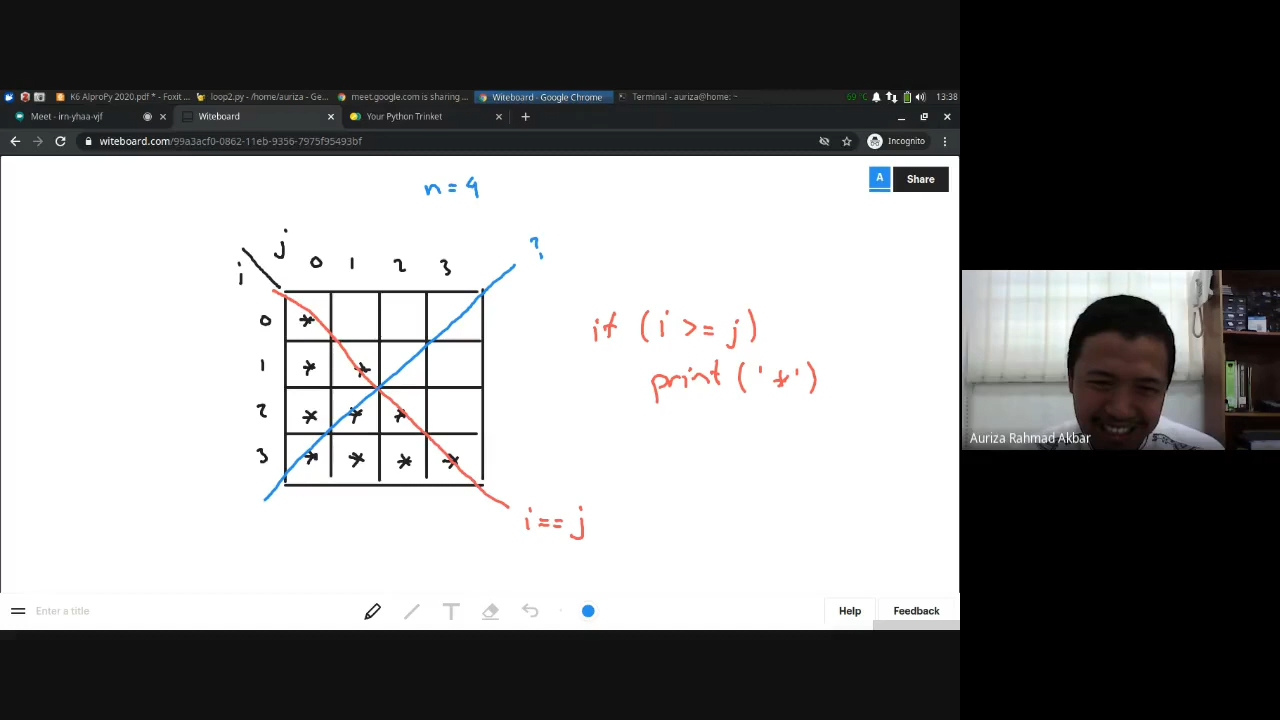 K6 AlproPy 2020.pdf * - Foxit ... loop2.py - /home/auriza - Ge... meet.google.com is sharing ... Witeboard - Google Chrome Terminal - auriza@home: ~ 69°C 13:38
Meet - irn-yhaa-vjf Witeboard Your Python Trinket
witeboard.com/99a3acf0-0862-11eb-9356-7975f95493bf Incognito
n = 4
A Share
?
j 0 1 2 3
i
0 *
1 * *
2 * * *
3 * * * *
if (i >= j)
print ('*')
i == j
Auriza Rahmad Akbar
Enter a title T Help Feedback